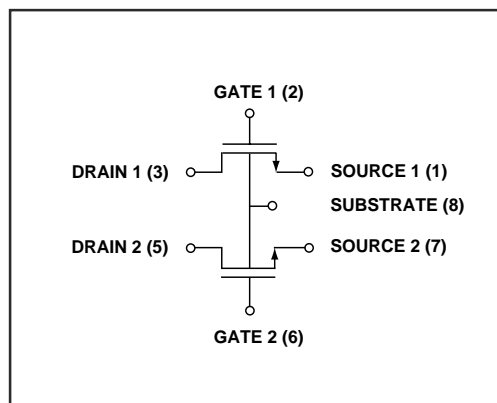 GATE 1 (2)
DRAIN 1 (3)
SOURCE 1 (1)
SUBSTRATE (8)
DRAIN 2 (5)
SOURCE 2 (7)
GATE 2 (6)